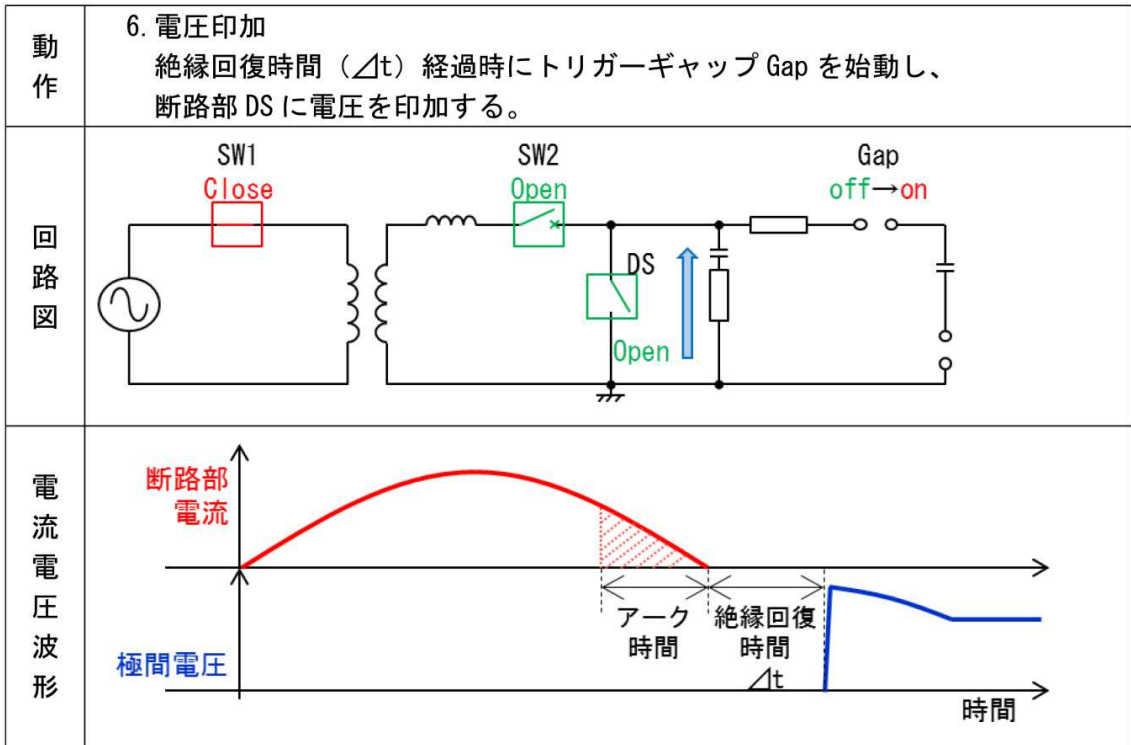 動作
6. 電圧印加
絶縁回復時間（⊿t）経過時にトリガーギャップ Gap を始動し、
断路部 DS に電圧を印加する。
回路図
SW1
Close
SW2
Open
Gap
off→on
DS
Open
電流電圧波形
断路部
電流
アーク
時間
絶縁回復
時間
⊿t
極間電圧
時間